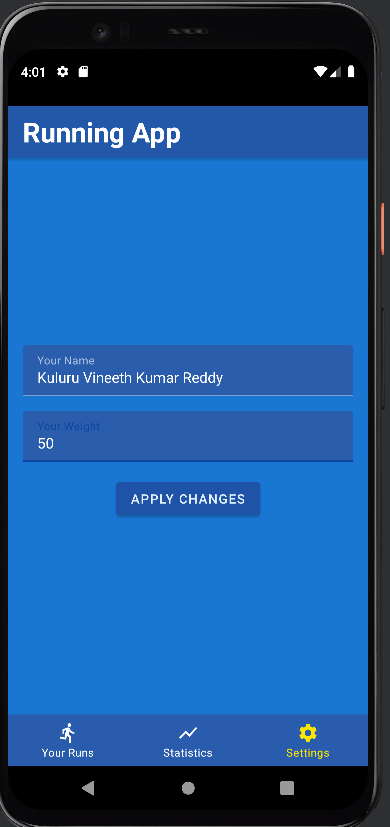 4:01
Running App
Your Name
Kuluru Vineeth Kumar Reddy
Your Weight
50
APPLY CHANGES
Your Runs
Statistics
Settings